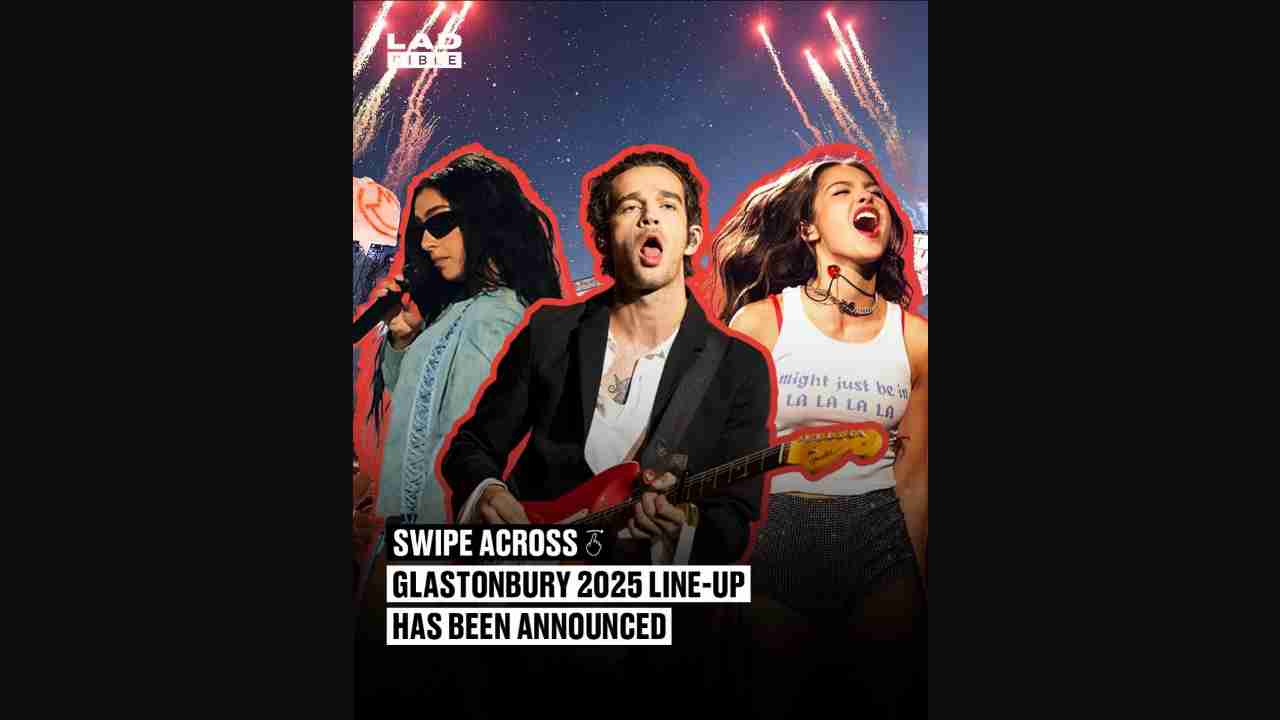 LAD
BIBLE
might just be in
LA LA LA LA
Fender
SWIPE ACROSS
GLASTONBURY 2025 LINE-UP
HAS BEEN ANNOUNCED